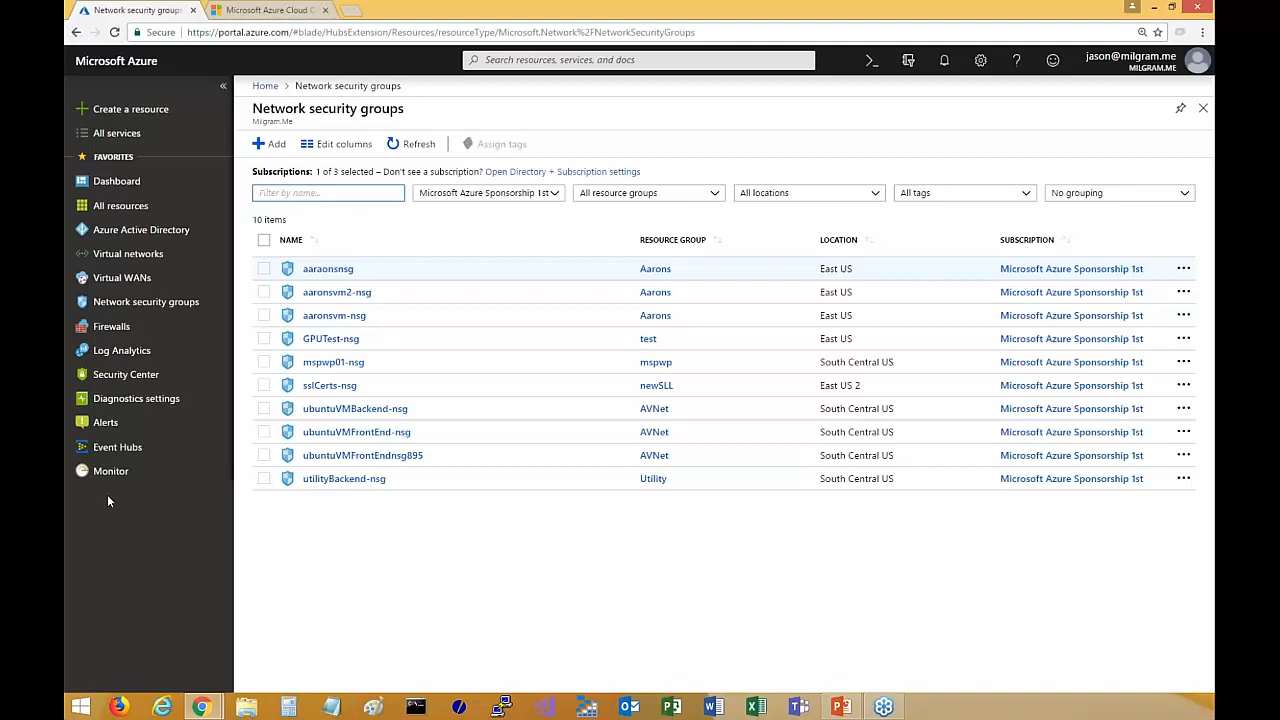 Network security groups
Microsoft Azure Cloud C
Secure
https://portal.azure.com/#blade/HubsExtension/Resources/resourceType/Microsoft.Network%2FNetworkSecurityGroups
Microsoft Azure
Search resources, services, and docs
jason@milgram.me
MILGRAM.ME
Create a resource
All services
FAVORITES
Dashboard
All resources
Azure Active Directory
Virtual networks
Virtual WANs
Network security groups
Firewalls
Log Analytics
Security Center
Diagnostics settings
Alerts
Event Hubs
Monitor
Home > Network security groups
Network security groups
Milgram.Me
Add Edit columns Refresh Assign tags
Subscriptions: 1 of 3 selected – Don't see a subscription? Open Directory + Subscription settings
Filter by name... Microsoft Azure Sponsorship 1st All resource groups All locations All tags No grouping
10 items
NAME RESOURCE GROUP LOCATION SUBSCRIPTION
aaraonsnsg Aarons East US Microsoft Azure Sponsorship 1st
aaronsvm2-nsg Aarons East US Microsoft Azure Sponsorship 1st
aaronsvm-nsg Aarons East US Microsoft Azure Sponsorship 1st
GPUTest-nsg test East US Microsoft Azure Sponsorship 1st
mspwp01-nsg mspwp South Central US Microsoft Azure Sponsorship 1st
sslCerts-nsg newSLL East US 2 Microsoft Azure Sponsorship 1st
ubuntuVMBackend-nsg AVNet South Central US Microsoft Azure Sponsorship 1st
ubuntuVMFrontEnd-nsg AVNet South Central US Microsoft Azure Sponsorship 1st
ubuntuVMFrontEndnsg895 AVNet South Central US Microsoft Azure Sponsorship 1st
utilityBackend-nsg Utility South Central US Microsoft Azure Sponsorship 1st